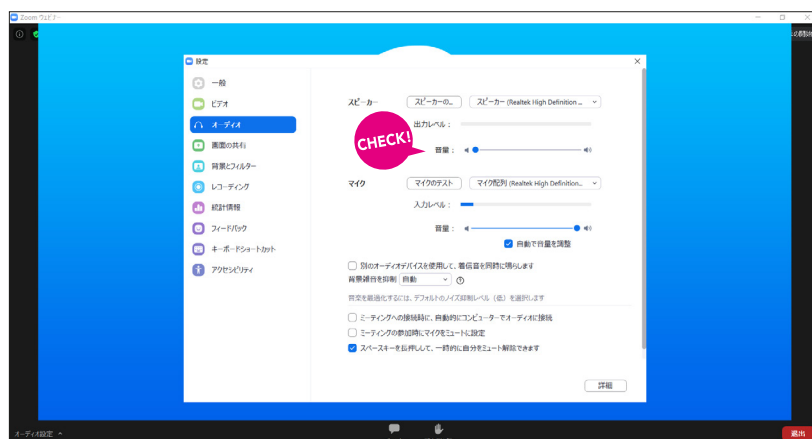 Zoom ウェビナー
設定
一般
ビデオ
オーディオ
画面の共有
背景とフィルター
レコーディング
統計情報
フィードバック
キーボードショートカット
アクセシビリティ
スピーカー
スピーカーの...
スピーカー (Realtek High Definition ...
出力レベル：
CHECK!
音量：
マイク
マイクのテスト
マイク配列 (Realtek High Definition...
入力レベル：
音量：
自動で音量を調整
別のオーディオデバイスを使用して、着信音を同時に鳴らします
背景雑音を抑制
自動
音質を最適化するには、デフォルトのノイズ抑制レベル（低）を選択します
ミーティングへの接続時に、自動的にコンピューターでオーディオに接続
ミーティングの参加時にマイクをミュートに設定
スペースキーを長押しして、一時的に自分をミュート解除できます
詳細
オーディオ設定
退出